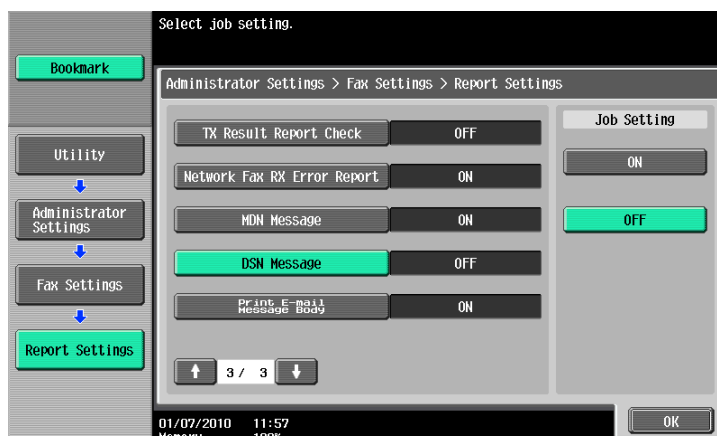 Select job setting.
Bookmark
Administrator Settings > Fax Settings > Report Settings
Utility
Administrator
Settings
Fax Settings
Report Settings
TX Result Report Check OFF
Network Fax RX Error Report ON
MDN Message ON
DSN Message OFF
Print E-mail
Message Body ON
3/ 3
Job Setting
ON
OFF
01/07/2010 11:57
Memory 100%
OK